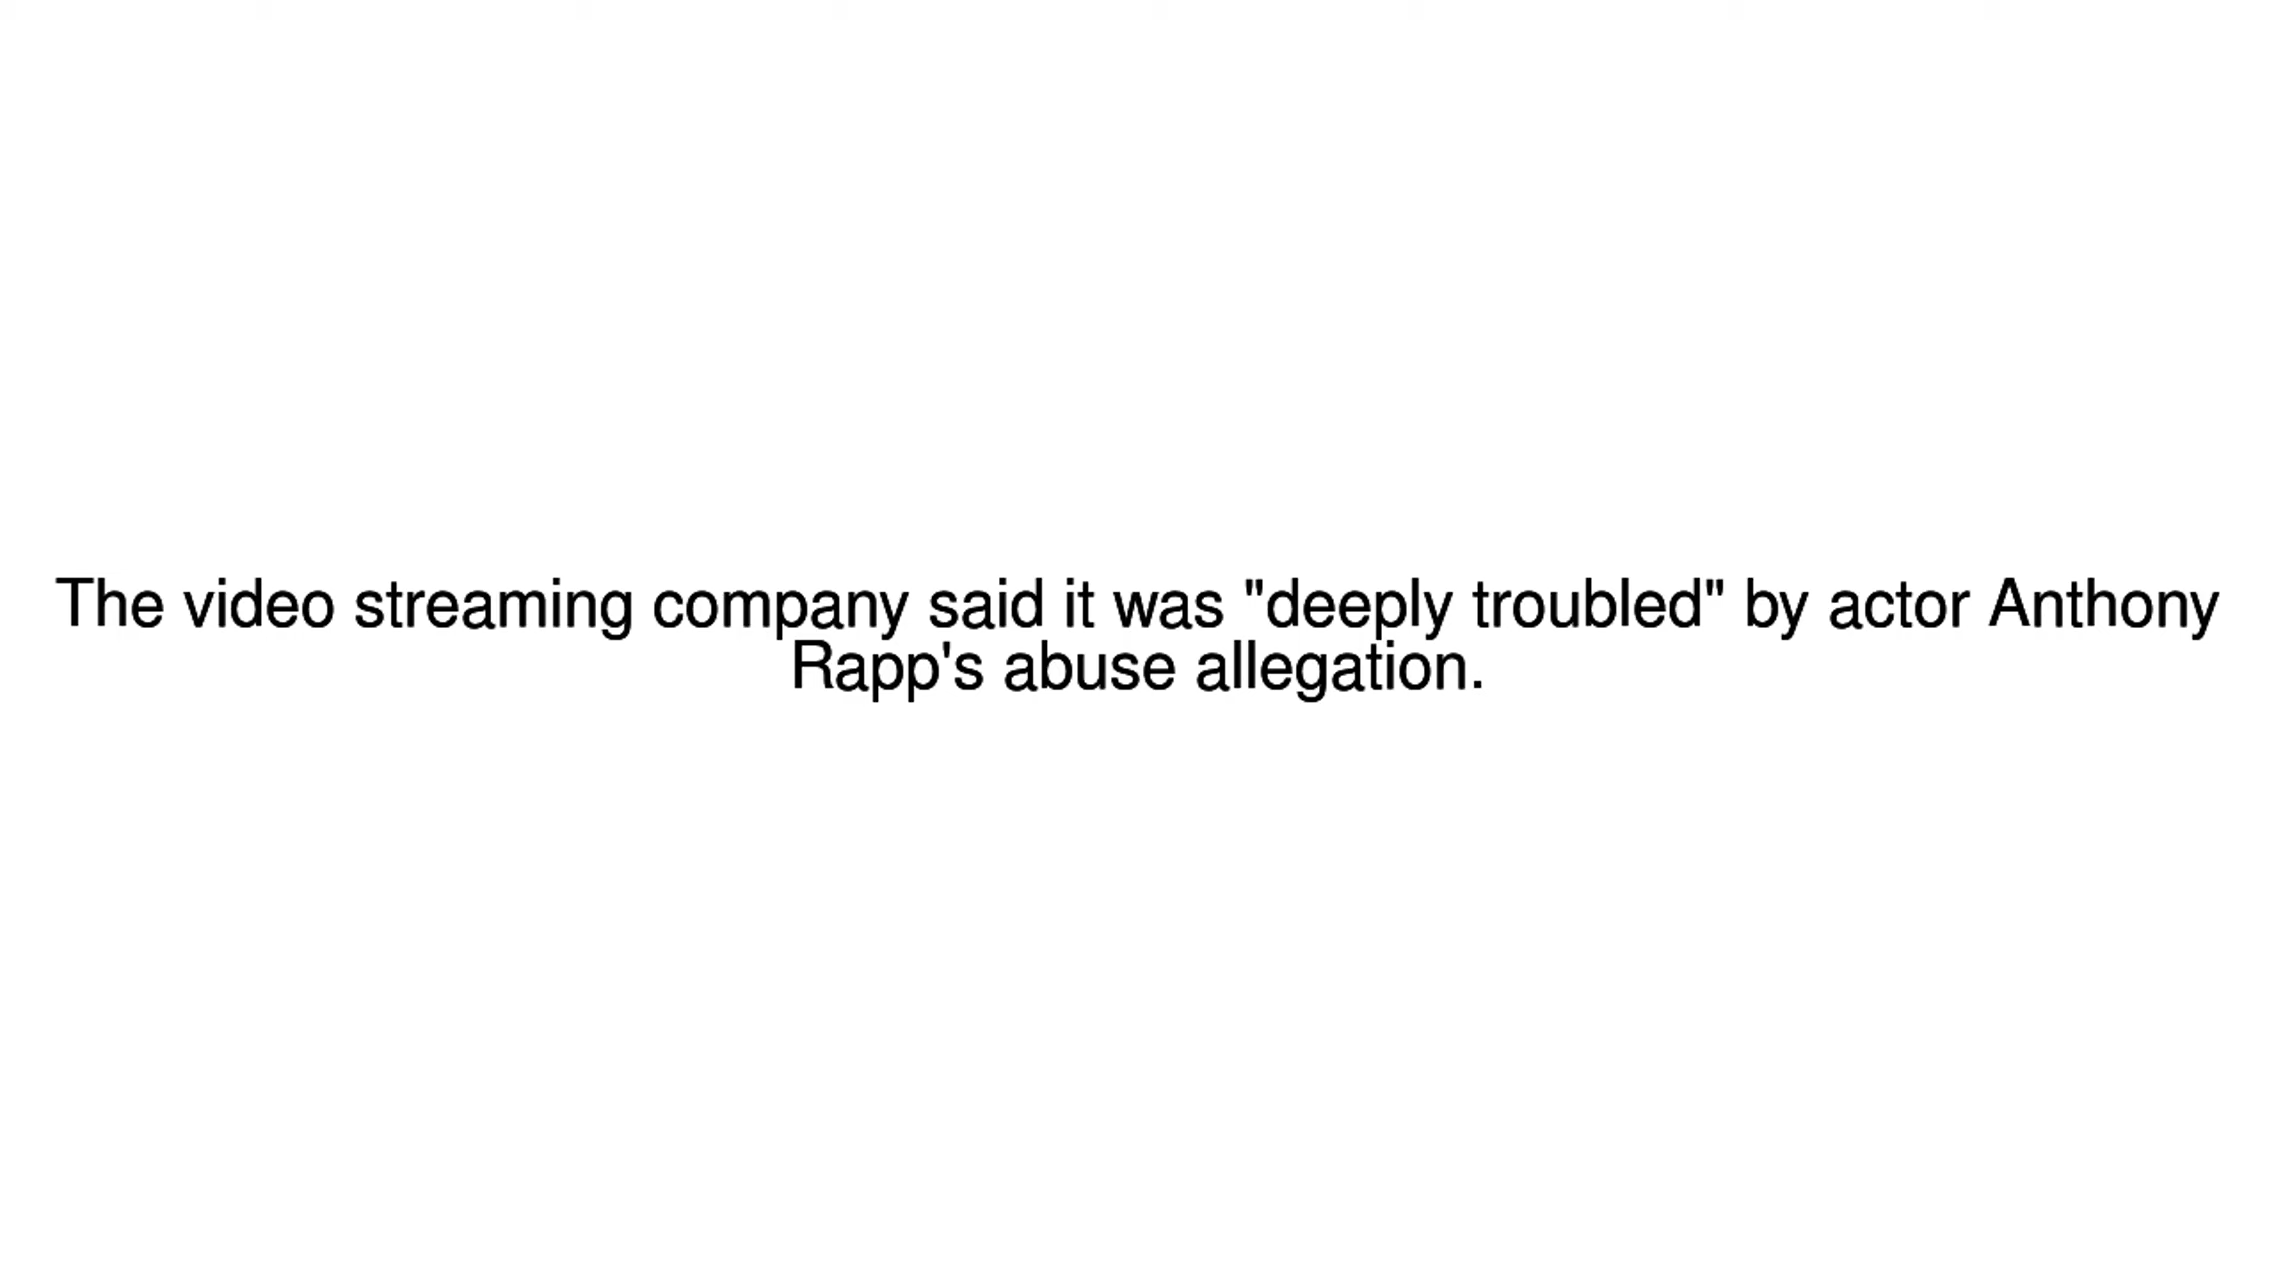 The video streaming company said it was "deeply troubled" by actor Anthony
Rapp's abuse allegation.